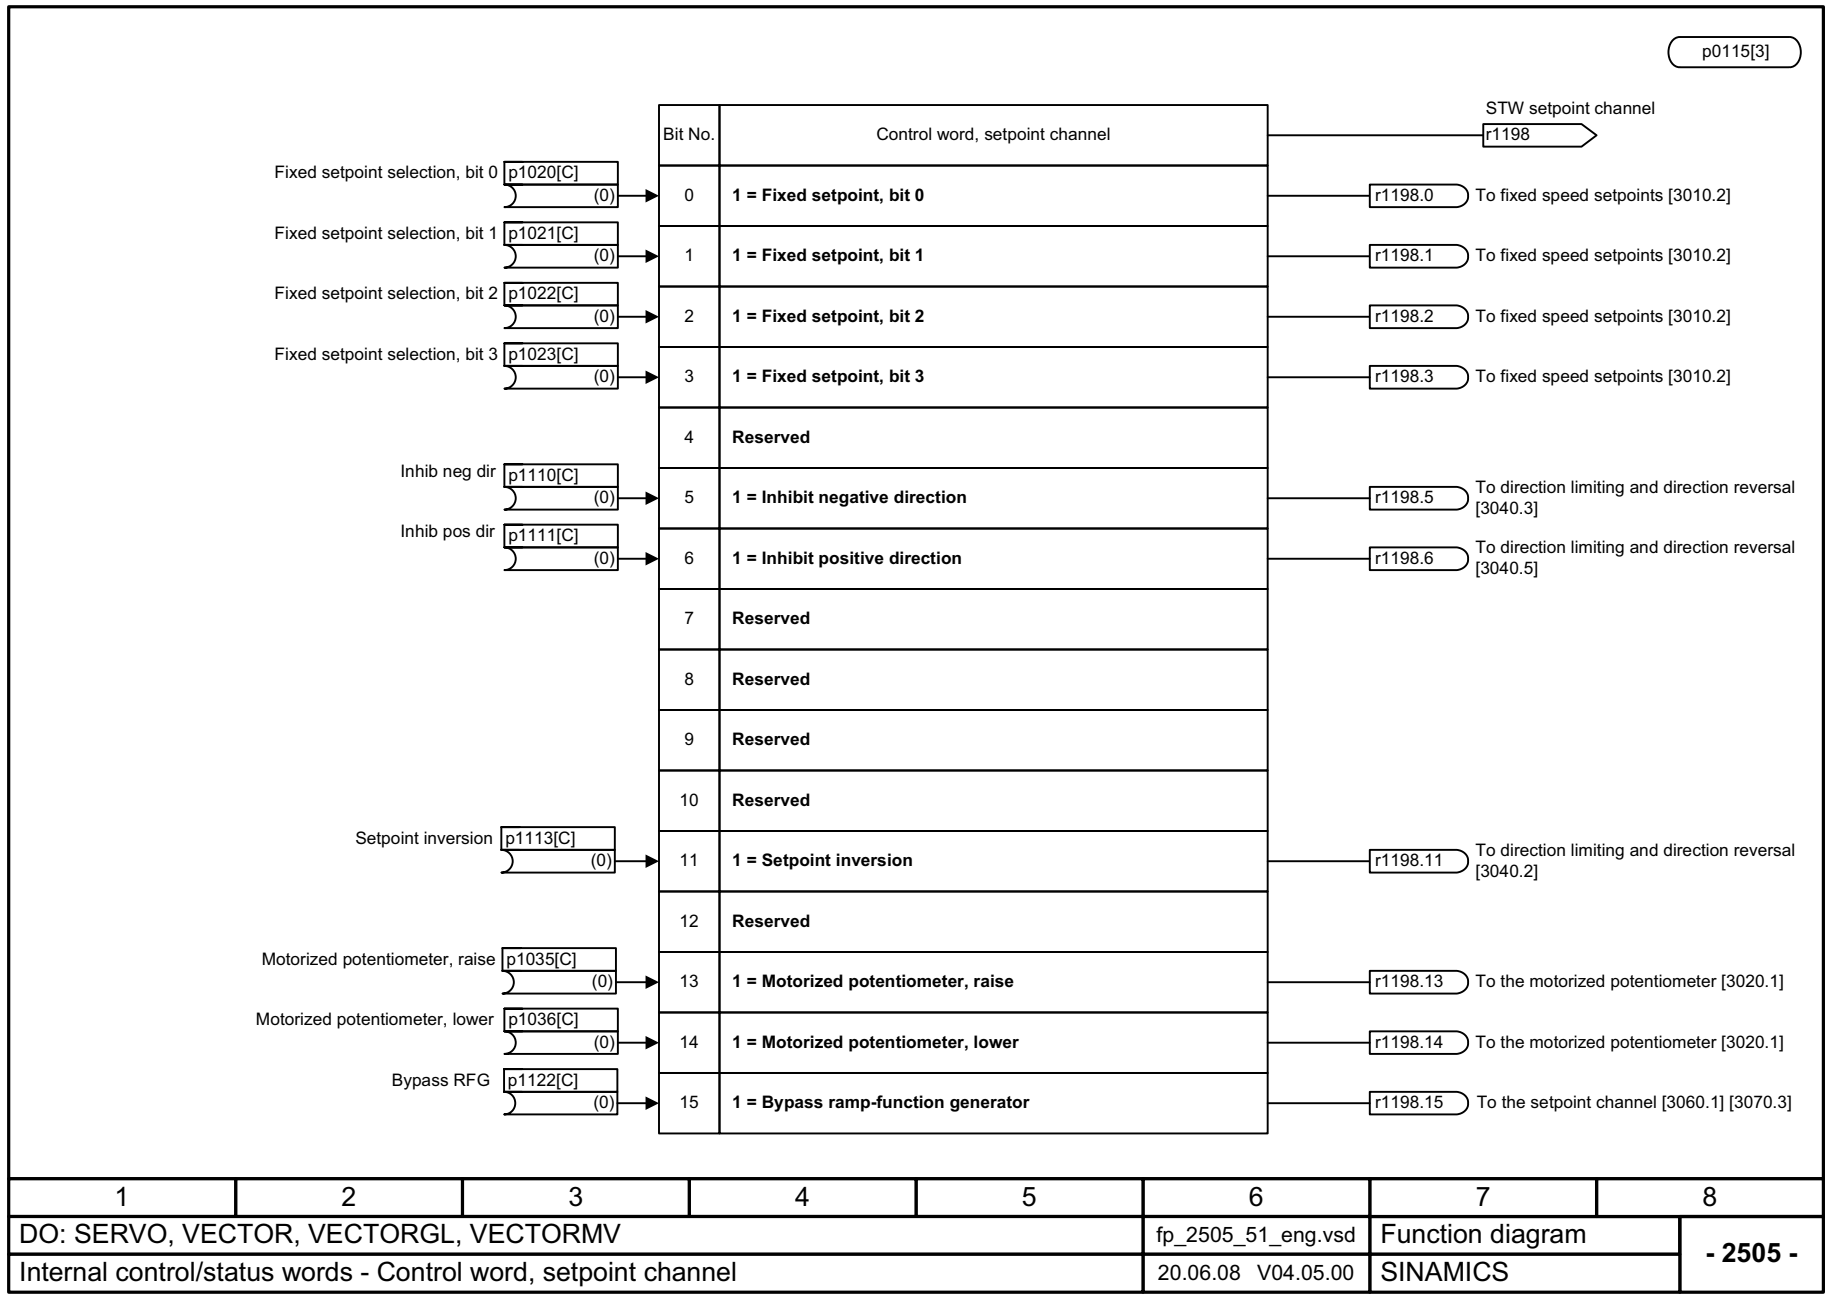 p0115[3]
STW setpoint channel
Bit No. Control word, setpoint channel r1198
Fixed setpoint selection, bit 0 p1020[C]
(0) 0 1 = Fixed setpoint, bit 0 r1198.0 To fixed speed setpoints [3010.2]
Fixed setpoint selection, bit 1 p1021[C]
(0) 1 1 = Fixed setpoint, bit 1 r1198.1 To fixed speed setpoints [3010.2]
Fixed setpoint selection, bit 2 p1022[C]
(0) 2 1 = Fixed setpoint, bit 2 r1198.2 To fixed speed setpoints [3010.2]
Fixed setpoint selection, bit 3 p1023[C]
(0) 3 1 = Fixed setpoint, bit 3 r1198.3 To fixed speed setpoints [3010.2]
4 Reserved
Inhib neg dir p1110[C]
(0) 5 1 = Inhibit negative direction r1198.5 To direction limiting and direction reversal
[3040.3]
Inhib pos dir p1111[C]
(0) 6 1 = Inhibit positive direction r1198.6 To direction limiting and direction reversal
[3040.5]
7 Reserved
8 Reserved
9 Reserved
10 Reserved
Setpoint inversion p1113[C]
(0) 11 1 = Setpoint inversion r1198.11 To direction limiting and direction reversal
[3040.2]
12 Reserved
Motorized potentiometer, raise p1035[C]
(0) 13 1 = Motorized potentiometer, raise r1198.13 To the motorized potentiometer [3020.1]
Motorized potentiometer, lower p1036[C]
(0) 14 1 = Motorized potentiometer, lower r1198.14 To the motorized potentiometer [3020.1]
Bypass RFG p1122[C]
(0) 15 1 = Bypass ramp-function generator r1198.15 To the setpoint channel [3060.1] [3070.3]
1 2 3 4 5 6 7 8
DO: SERVO, VECTOR, VECTORGL, VECTORMV fp_2505_51_eng.vsd Function diagram
- 2505 -
Internal control/status words - Control word, setpoint channel 20.06.08 V04.05.00 SINAMICS